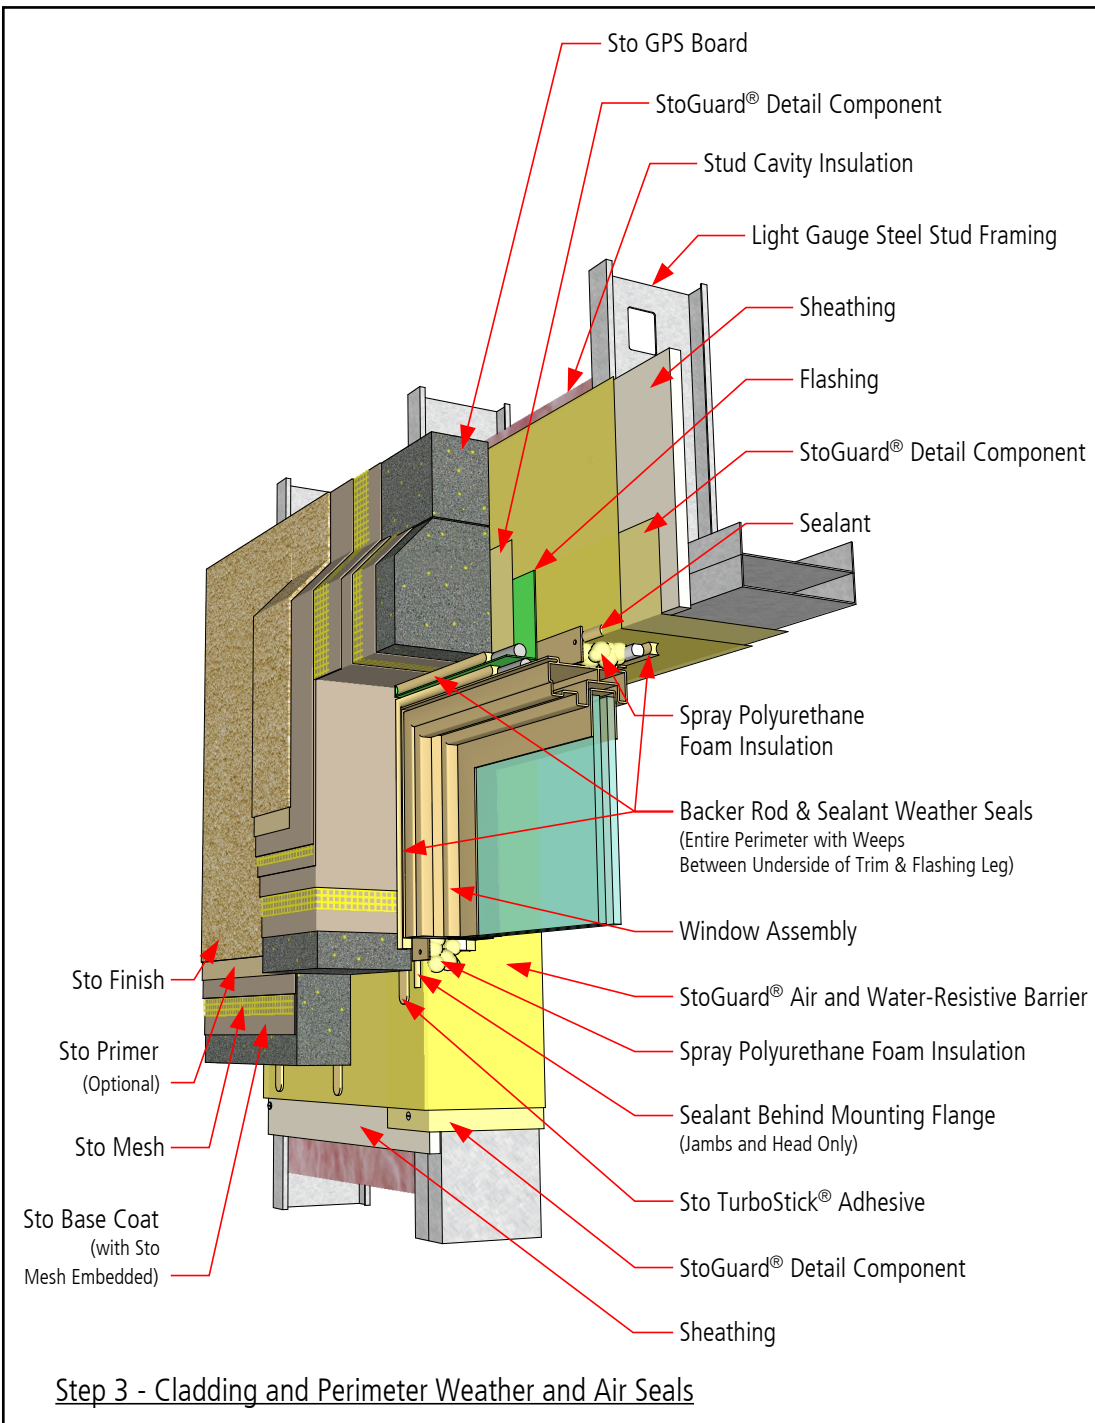 Sto GPS Board
StoGuard® Detail Component
Stud Cavity Insulation
Light Gauge Steel Stud Framing
Sheathing
Flashing
StoGuard® Detail Component
Sealant
Spray Polyurethane
Foam Insulation
Backer Rod & Sealant Weather Seals
(Entire Perimeter with Weeps
Between Underside of Trim & Flashing Leg)
Window Assembly
StoGuard® Air and Water-Resistive Barrier
Spray Polyurethane Foam Insulation
Sealant Behind Mounting Flange
(Jambs and Head Only)
Sto TurboStick® Adhesive
StoGuard® Detail Component
Sheathing
Sto Finish
Sto Primer
(Optional)
Sto Mesh
Sto Base Coat
(with Sto
Mesh Embedded)
Step 3 - Cladding and Perimeter Weather and Air Seals